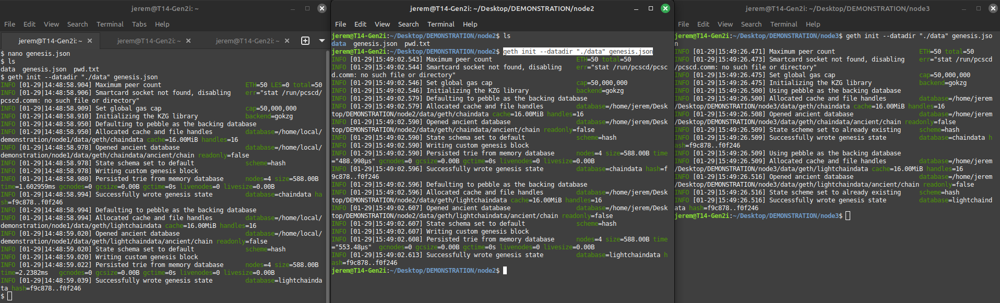 jerem@T14-Gen2i: ~
File Edit View Search Terminal Tabs Help
jerem@T14-Gen2i: ~ × jerem@T14-Gen2i: ~ × jerem@T14-Gen2i: ~ ×
$ nano genesis.json
$ ls
data  genesis.json  pwd.txt
$ geth init --datadir "./data" genesis.json
INFO [01-29|14:48:58.904] Maximum peer count                       ETH=50 LES=0 total=50
INFO [01-29|14:48:58.906] Smartcard socket not found, disabling    err="stat /run/pcscd/
pcscd.comm: no such file or directory"
INFO [01-29|14:48:58.909] Set global gas cap                       cap=50,000,000
INFO [01-29|14:48:58.910] Initializing the KZG library             backend=gokzg
INFO [01-29|14:48:58.950] Defaulting to pebble as the backing database
INFO [01-29|14:48:58.950] Allocated cache and file handles         database=/home/local/
demonstration/node1/data/geth/chaindata cache=16.00MiB handles=16
INFO [01-29|14:48:58.978] Opened ancient database                  database=/home/local/
demonstration/node1/data/geth/chaindata/ancient/chain readonly=false
INFO [01-29|14:48:58.978] State schema set to default              scheme=hash
INFO [01-29|14:48:58.978] Writing custom genesis block
INFO [01-29|14:48:58.980] Persisted trie from memory database      nodes=4 size=588.00B
time=1.602959ms gcnodes=0 gcsize=0.00B gctime=0s livenodes=0 livesize=0.00B
INFO [01-29|14:48:58.994] Successfully wrote genesis state         database=chaindata ha
sh=f9c878..f0f246
INFO [01-29|14:48:58.994] Defaulting to pebble as the backing database
INFO [01-29|14:48:58.994] Allocated cache and file handles         database=/home/local/
demonstration/node1/data/geth/lightchaindata cache=16.00MiB handles=16
INFO [01-29|14:48:59.020] Opened ancient database                  database=/home/local/
demonstration/node1/data/geth/lightchaindata/ancient/chain readonly=false
INFO [01-29|14:48:59.020] State schema set to default              scheme=hash
INFO [01-29|14:48:59.020] Writing custom genesis block
INFO [01-29|14:48:59.022] Persisted trie from memory database      nodes=4 size=588.00B
time=2.2382ms   gcnodes=0 gcsize=0.00B gctime=0s livenodes=0 livesize=0.00B
INFO [01-29|14:48:59.039] Successfully wrote genesis state         database=lightchainda
ta hash=f9c878..f0f246
$
jerem@T14-Gen2i: ~/Desktop/DEMONSTRATION/node2
File Edit View Search Terminal Help
jerem@T14-Gen2i:~/Desktop/DEMONSTRATION/node2$ ls
data  genesis.json  pwd.txt
jerem@T14-Gen2i:~/Desktop/DEMONSTRATION/node2$ geth init --datadir "./data" genesis.json
INFO [01-29|15:49:02.543] Maximum peer count                       ETH=50 total=50
INFO [01-29|15:49:02.544] Smartcard socket not found, disabling    err="stat /run/pcscd/pcsc
d.comm: no such file or directory"
INFO [01-29|15:49:02.546] Set global gas cap                       cap=50,000,000
INFO [01-29|15:49:02.546] Initializing the KZG library             backend=gokzg
INFO [01-29|15:49:02.579] Defaulting to pebble as the backing database
INFO [01-29|15:49:02.579] Allocated cache and file handles         database=/home/jerem/Desk
top/DEMONSTRATION/node2/data/geth/chaindata cache=16.00MiB handles=16
INFO [01-29|15:49:02.590] Opened ancient database                  database=/home/jerem/Desk
top/DEMONSTRATION/node2/data/geth/chaindata/ancient/chain readonly=false
INFO [01-29|15:49:02.590] State schema set to default              scheme=hash
INFO [01-29|15:49:02.590] Writing custom genesis block
INFO [01-29|15:49:02.590] Persisted trie from memory database      nodes=4 size=588.00B time
="488.998µs" gcnodes=0 gcsize=0.00B gctime=0s livenodes=0 livesize=0.00B
INFO [01-29|15:49:02.596] Successfully wrote genesis state         database=chaindata hash=f
9c878..f0f246
INFO [01-29|15:49:02.596] Defaulting to pebble as the backing database
INFO [01-29|15:49:02.596] Allocated cache and file handles         database=/home/jerem/Desk
top/DEMONSTRATION/node2/data/geth/lightchaindata cache=16.00MiB handles=16
INFO [01-29|15:49:02.607] Opened ancient database                  database=/home/jerem/Desk
top/DEMONSTRATION/node2/data/geth/lightchaindata/ancient/chain readonly=false
INFO [01-29|15:49:02.607] State schema set to default              scheme=hash
INFO [01-29|15:49:02.607] Writing custom genesis block
INFO [01-29|15:49:02.608] Persisted trie from memory database      nodes=4 size=588.00B time
="553.48µs"  gcnodes=0 gcsize=0.00B gctime=0s livenodes=0 livesize=0.00B
INFO [01-29|15:49:02.613] Successfully wrote genesis state         database=lightchaindata h
ash=f9c878..f0f246
jerem@T14-Gen2i:~/Desktop/DEMONSTRATION/node2$
jerem@T14-Gen2i: ~/Desktop/DEMONSTRATION/node3
File Edit View Search Terminal Help
jerem@T14-Gen2i:~/Desktop/DEMONSTRATION/node3$ geth init --datadir "./data" genesis.jso
n
INFO [01-29|15:49:26.471] Maximum peer count                       ETH=50 total=50
INFO [01-29|15:49:26.473] Smartcard socket not found, disabling    err="stat /run/pcscd
/pcscd.comm: no such file or directory"
INFO [01-29|15:49:26.475] Set global gas cap                       cap=50,000,000
INFO [01-29|15:49:26.475] Initializing the KZG library             backend=gokzg
INFO [01-29|15:49:26.500] Using pebble as the backing database
INFO [01-29|15:49:26.500] Allocated cache and file handles         database=/home/jerem
/Desktop/DEMONSTRATION/node3/data/geth/chaindata cache=16.00MiB handles=16
INFO [01-29|15:49:26.508] Opened ancient database                  database=/home/jerem
/Desktop/DEMONSTRATION/node3/data/geth/chaindata/ancient/chain readonly=false
INFO [01-29|15:49:26.509] State scheme set to already existing     scheme=hash
INFO [01-29|15:49:26.509] Successfully wrote genesis state         database=chaindata h
ash=f9c878..f0f246
INFO [01-29|15:49:26.509] Using pebble as the backing database
INFO [01-29|15:49:26.509] Allocated cache and file handles         database=/home/jerem
/Desktop/DEMONSTRATION/node3/data/geth/lightchaindata cache=16.00MiB handles=16
INFO [01-29|15:49:26.516] Opened ancient database                  database=/home/jerem
/Desktop/DEMONSTRATION/node3/data/geth/lightchaindata/ancient/chain readonly=false
INFO [01-29|15:49:26.516] State scheme set to already existing     scheme=hash
INFO [01-29|15:49:26.516] Successfully wrote genesis state         database=lightchaind
ata hash=f9c878..f0f246
jerem@T14-Gen2i:~/Desktop/DEMONSTRATION/node3$